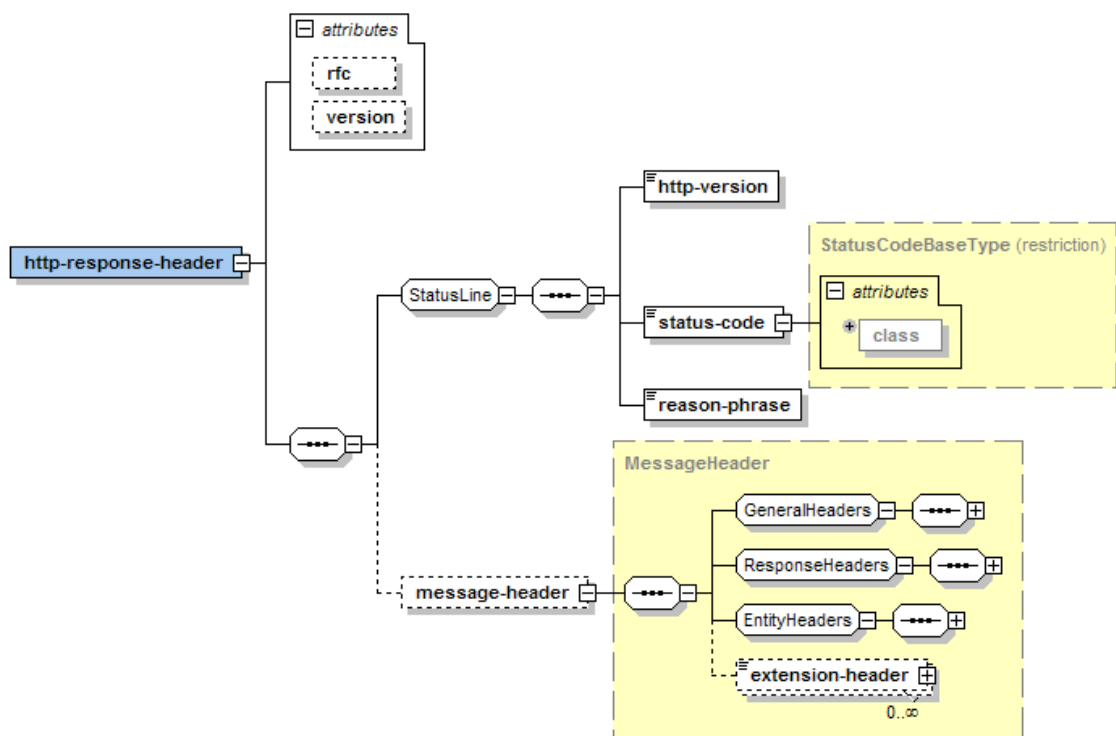 attributes
rfc
version
http-response-header
StatusLine
http-version
StatusCodeBaseType (restriction)
attributes
class
status-code
reason-phrase
MessageHeader
message-header
GeneralHeaders
ResponseHeaders
EntityHeaders
extension-header
0..∞